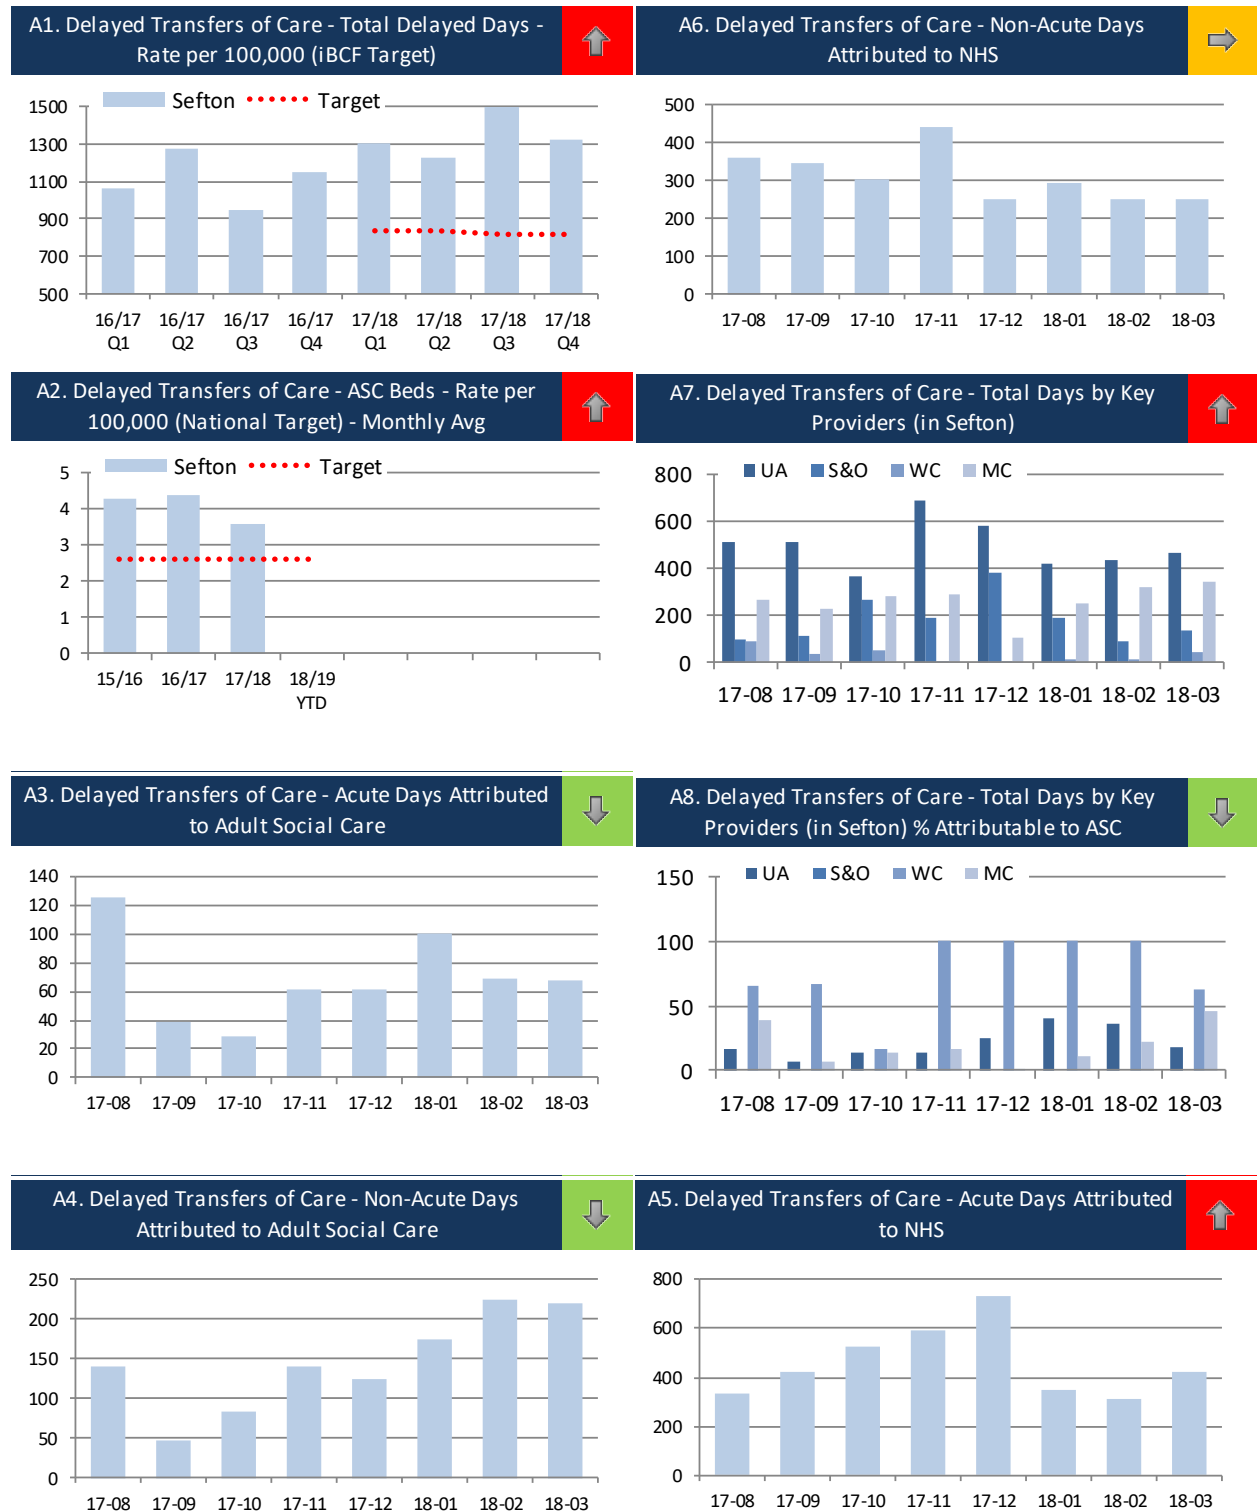 A1. Delayed Transfers of Care - Total Delayed Days -
Rate per 100,000 (iBCF Target)
Sefton Target
1500
1300
1100
900
700
500
16/17 16/17 16/17 16/17 17/18 17/18 17/18 17/18
Q1 Q2 Q3 Q4 Q1 Q2 Q3 Q4
A6. Delayed Transfers of Care - Non-Acute Days
Attributed to NHS
500
400
300
200
100
0
17-08 17-09 17-10 17-11 17-12 18-01 18-02 18-03
A2. Delayed Transfers of Care - ASC Beds - Rate per
100,000 (National Target) - Monthly Avg
Sefton Target
5
4
3
2
1
0
15/16 16/17 17/18 18/19
YTD
A7. Delayed Transfers of Care - Total Days by Key
Providers (in Sefton)
800 UA S&O WC MC
600
400
200
0
17-08 17-09 17-10 17-11 17-12 18-01 18-02 18-03
A3. Delayed Transfers of Care - Acute Days Attributed
to Adult Social Care
140
120
100
80
60
40
20
0
17-08 17-09 17-10 17-11 17-12 18-01 18-02 18-03
A8. Delayed Transfers of Care - Total Days by Key
Providers (in Sefton) % Attributable to ASC
150 UA S&O WC MC
100
50
0
17-08 17-09 17-10 17-11 17-12 18-01 18-02 18-03
A4. Delayed Transfers of Care - Non-Acute Days
Attributed to Adult Social Care
250
200
150
100
50
0
17-08 17-09 17-10 17-11 17-12 18-01 18-02 18-03
A5. Delayed Transfers of Care - Acute Days Attributed
to NHS
800
600
400
200
0
17-08 17-09 17-10 17-11 17-12 18-01 18-02 18-03